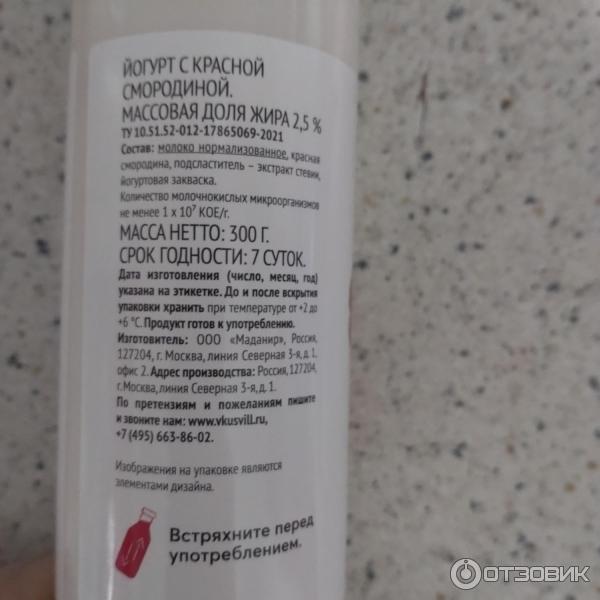 ЙОГУРТ С КРАСНОЙ
СМОРОДИНОЙ.
МАССОВАЯ ДОЛЯ ЖИРА 2,5 %
ТУ 10.51.52-012-17865069-2021
Состав: молоко нормализованное, красная
смородина, подсластитель – экстракт стевии,
йогуртовая закваска.
Количество молочнокислых микроорганизмов
не менее 1 х 10⁷ КОЕ/г.
МАССА НЕТТО: 300 Г.
СРОК ГОДНОСТИ: 7 СУТОК.
Дата изготовления (число, месяц, год)
указана на этикетке. До и после вскрытия
упаковки хранить при температуре от +2 до
+6 °С. Продукт готов к употреблению.
Изготовитель: ООО «Маданир», Россия,
127204, г. Москва, линия Северная 3-я, д. 1,
офис 2. Адрес производства: Россия, 127204,
г. Москва, линия Северная 3-я, д. 1.
По претензиям и пожеланиям пишите
и звоните нам: www.vkusvill.ru,
+7 (495) 663-86-02.
Изображения на упаковке являются
элементами дизайна.
Встряхните перед
употреблением.
ОТЗОВИК